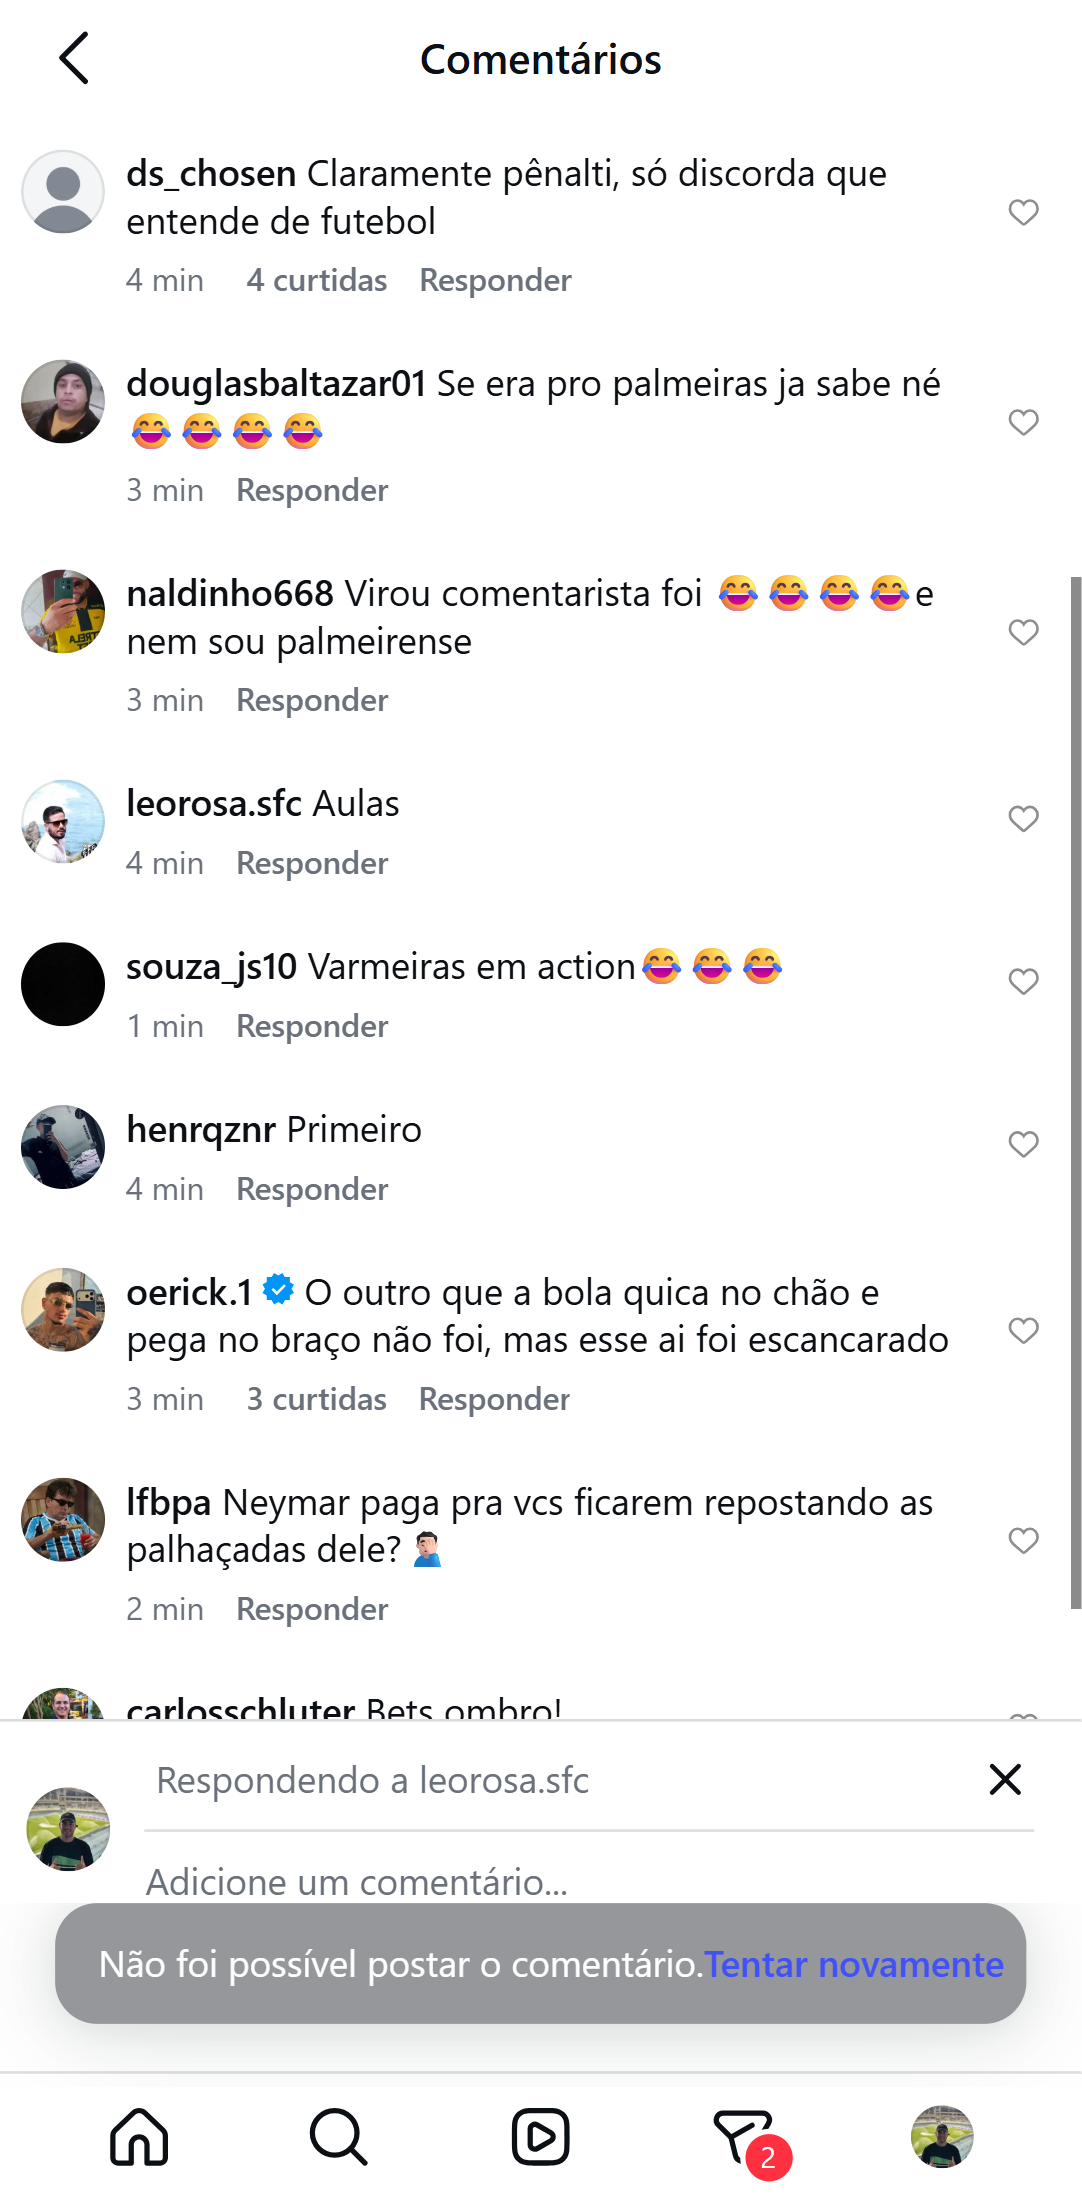 Comentários
ds_chosen Claramente pênalti, só discorda que
entende de futebol
4 min 4 curtidas Responder
douglasbaltazar01 Se era pro palmeiras ja sabe né
😂😂😂😂
3 min Responder
naldinho668 Virou comentarista foi 😂😂😂😂e
nem sou palmeirense
3 min Responder
leorosa.sfc Aulas
4 min Responder
souza_js10 Varmeiras em action😂😂😂
1 min Responder
henrqznr Primeiro
4 min Responder
oerick.1 O outro que a bola quica no chão e
pega no braço não foi, mas esse ai foi escancarado
3 min 3 curtidas Responder
lfbpa Neymar paga pra vcs ficarem repostando as
palhaçadas dele? 🤦🏻‍♂️
2 min Responder
carlosschluter Bets ombro!
Respondendo a leorosa.sfc
Adicione um comentário...
Não foi possível postar o comentário.Tentar novamente
2